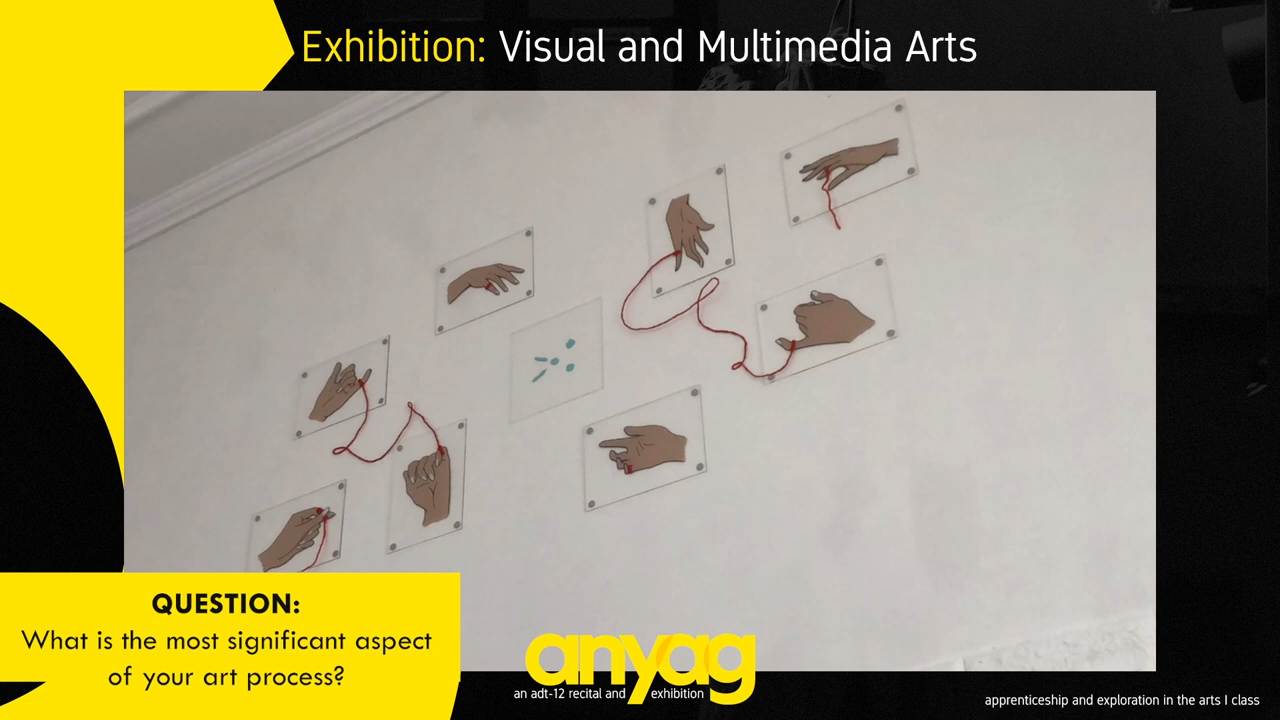 Exhibition: Visual and Multimedia Arts
QUESTION:
What is the most significant aspect
of your art process?
anyag
an adt-12 recital and exhibition
apprenticeship and exploration in the arts I class